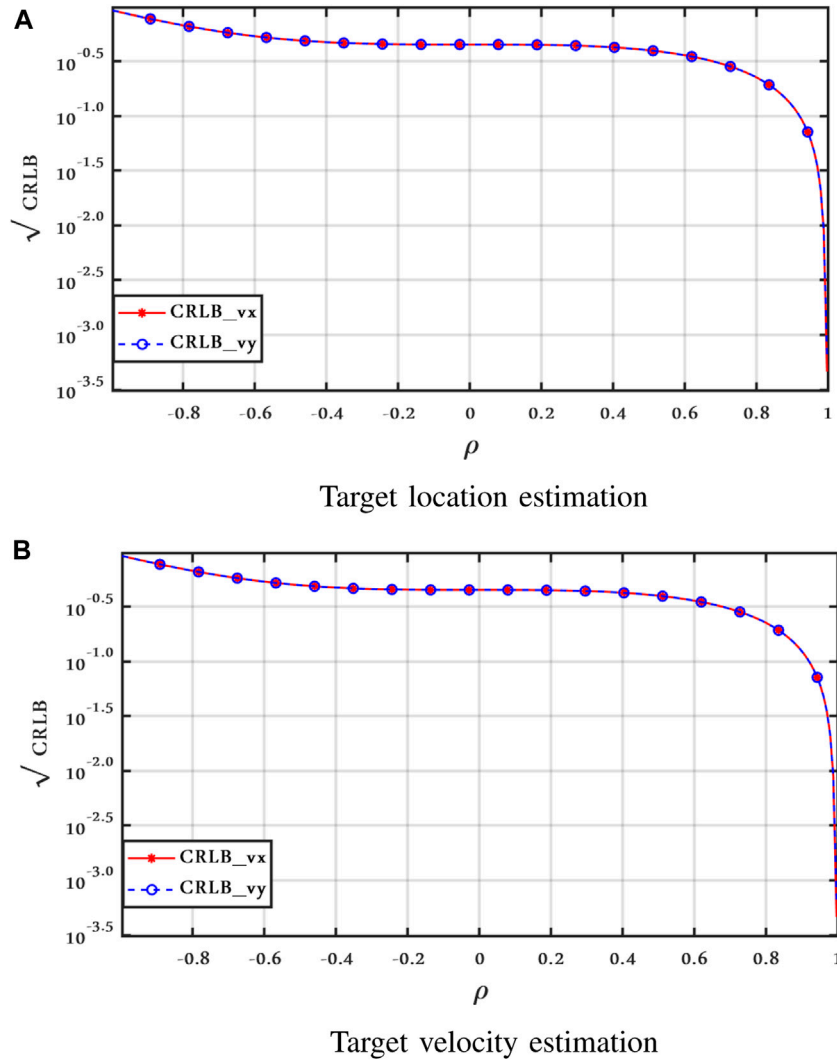 A
10^-0.5
10^-1.0
10^-1.5
10^-2.0
10^-2.5
10^-3.0
10^-3.5
√ CRLB
CRLB_vx
CRLB_vy
-0.8 -0.6 -0.4 -0.2 0 0.2 0.4 0.6 0.8 1
ρ
Target location estimation
B
10^-0.5
10^-1.0
10^-1.5
10^-2.0
10^-2.5
10^-3.0
10^-3.5
√ CRLB
CRLB_vx
CRLB_vy
-0.8 -0.6 -0.4 -0.2 0 0.2 0.4 0.6 0.8 1
ρ
Target velocity estimation